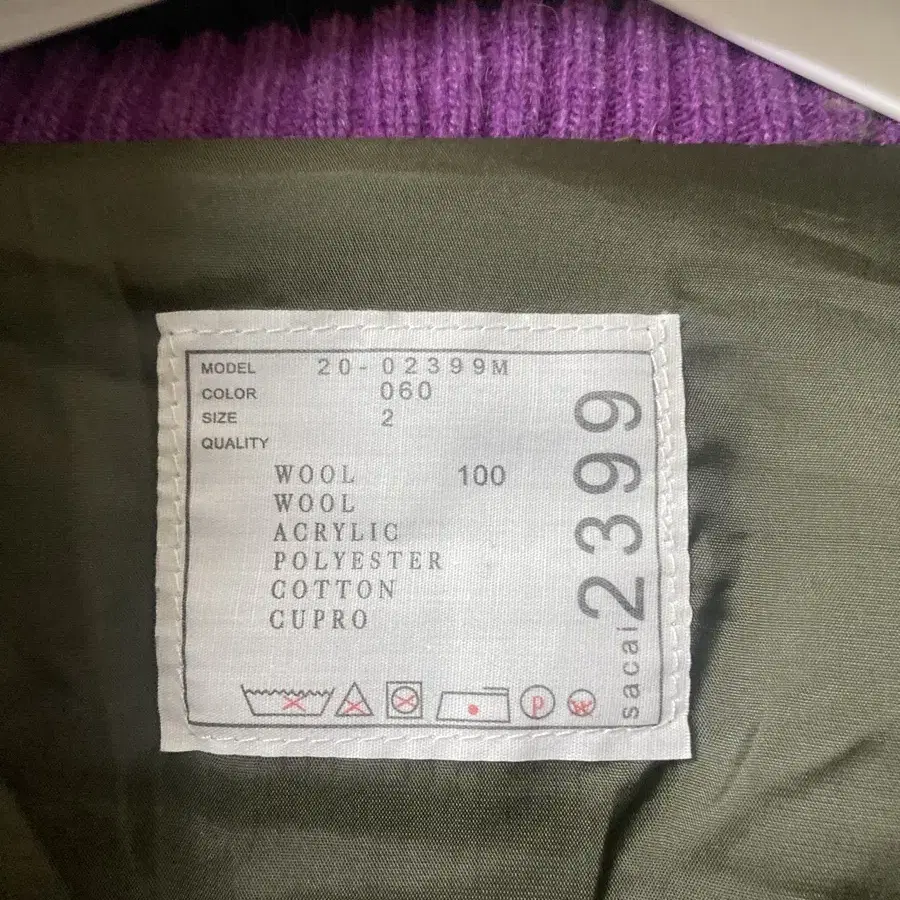 MODEL 20-02399M
COLOR 060
SIZE 2
QUALITY
WOOL 100
WOOL
ACRYLIC
POLYESTER
COTTON
CUPRO
P
W
sacai 2399